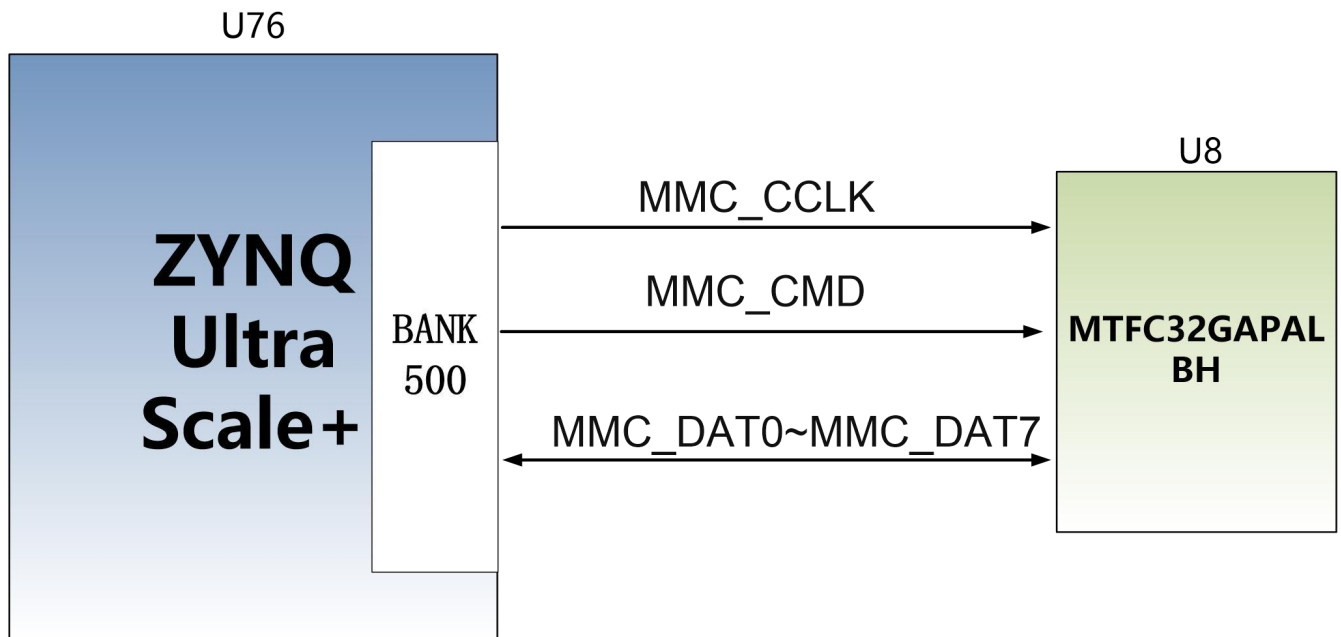 U76
ZYNQ
Ultra
Scale+
BANK
500
MMC_CCLK
MMC_CMD
MMC_DAT0~MMC_DAT7
U8
MTFC32GAPAL
BH